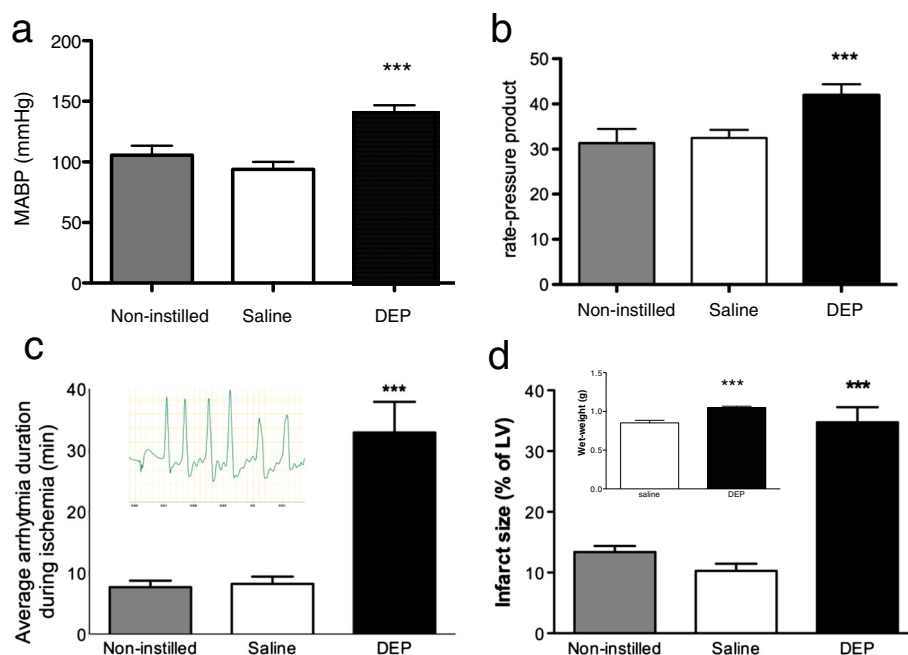 a
MABP (mmHg)
200
150
100
50
0
***
Non-instilled Saline DEP
b
rate-pressure product
50
40
30
20
10
0
***
Non-instilled Saline DEP
c
Average arrhytmia duration
during ischemia (min)
40
30
20
10
0
***
Non-instilled Saline DEP
d
Infarct size (% of LV)
40
30
20
10
0
***
Wet-weight (g)
1.5
1.0
0.5
0.0
***
saline DEP
Non-instilled Saline DEP